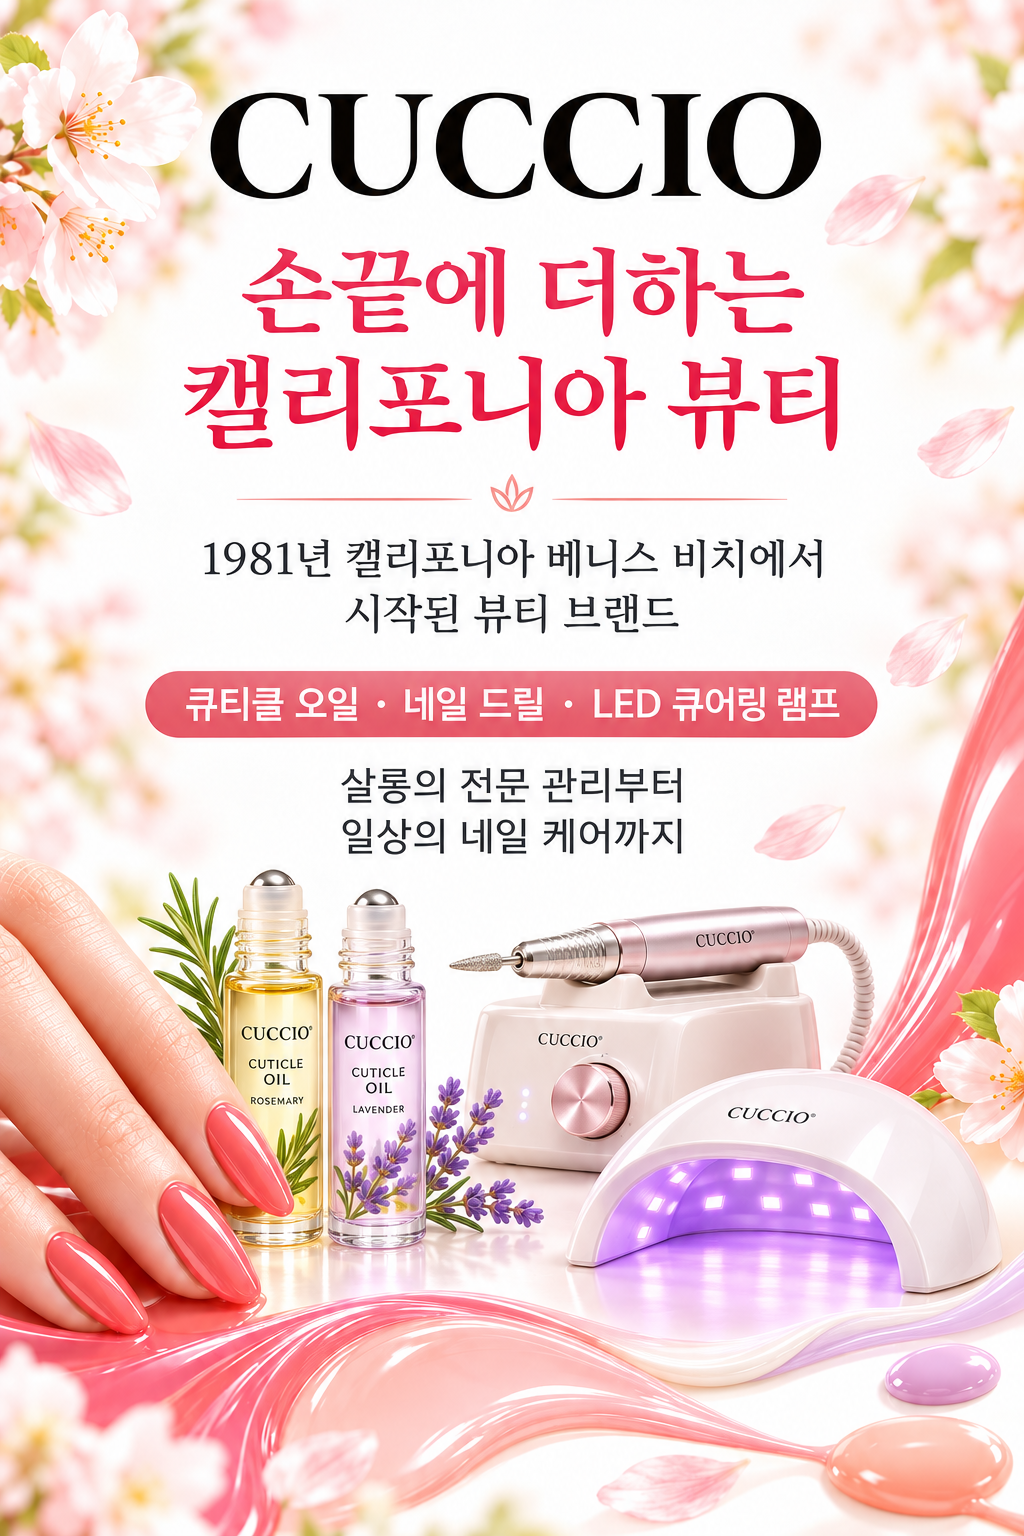 CUCCIO
손끝에 더하는
캘리포니아 뷰티
1981년 캘리포니아 베니스 비치에서
시작된 뷰티 브랜드
큐티클 오일 · 네일 드릴 · LED 큐어링 램프
살롱의 전문 관리부터
일상의 네일 케어까지
CUCCIO®
CUTICLE
OIL
ROSEMARY
CUCCIO®
CUTICLE
OIL
LAVENDER
CUCCIO®
CUCCIO®
CUCCIO®